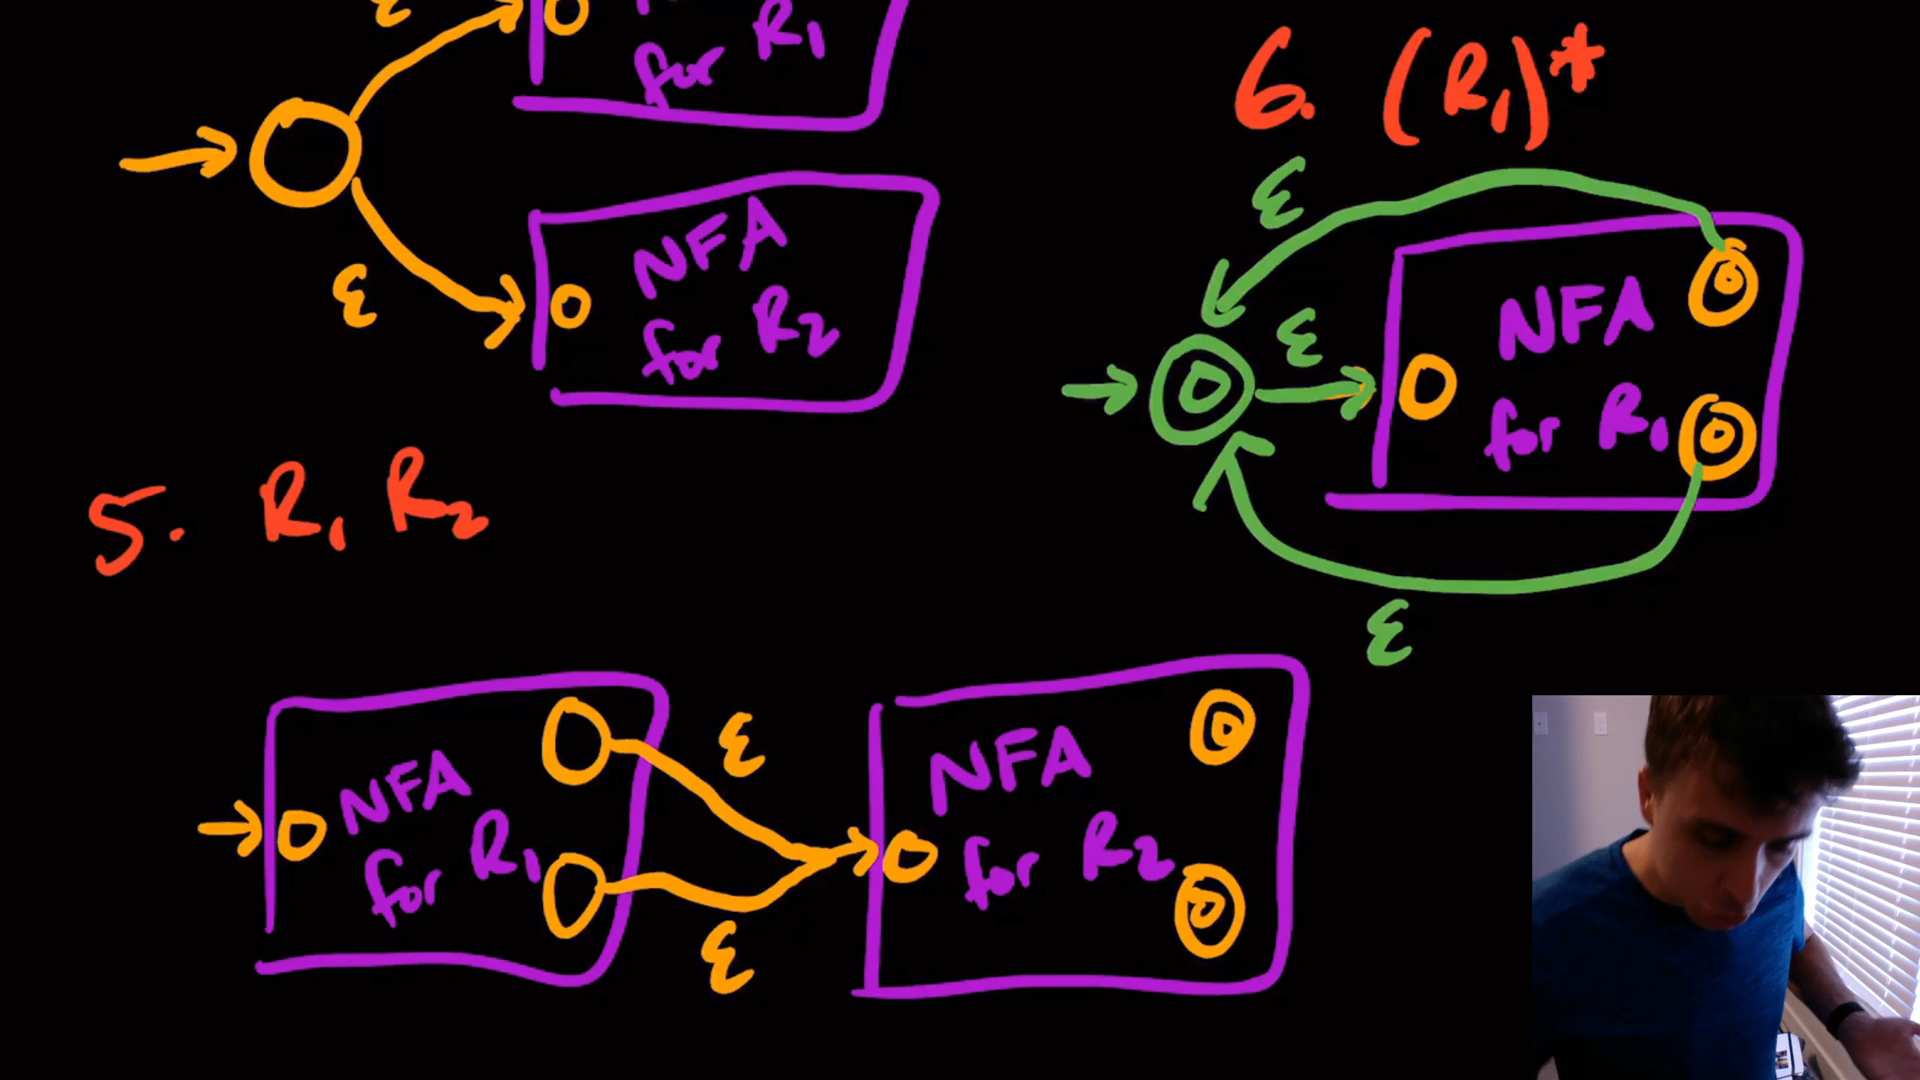 ε
for R1
ε
NFA
for R2
5. R1 R2
6. (R1)*
ε
ε
NFA
for R1
ε
NFA
for R1
ε
ε
NFA
for R2